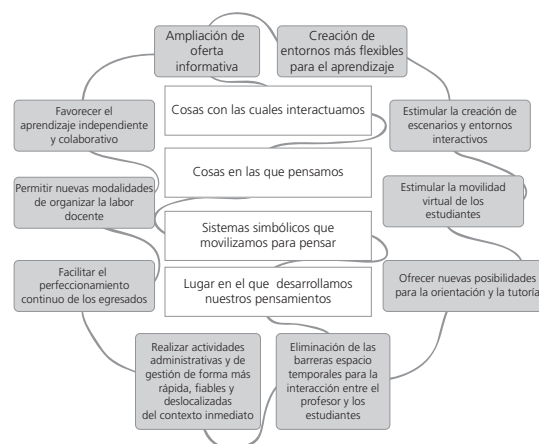 Ampliación de
oferta
informativa
Creación de
entornos más flexibles
para el aprendizaje
Favorecer el
aprendizaje independiente
y colaborativo
Cosas con las cuales interactuamos
Estimular la creación de
escenarios y entornos
interactivos
Cosas en las que pensamos
Permitir nuevas modalidades
de organizar la labor
docente
Estimular la movilidad
virtual de los
estudiantes
Sistemas simbólicos que
movilizamos para pensar
Facilitar el
perfeccionamiento
continuo de los egresados
Lugar en el que desarrollamos
nuestros pensamientos
Ofrecer nuevas posibilidades
para la orientación y la tutoría
Realizar actividades
administrativas y de
gestión de forma más
rápida, fiables y
deslocalizadas
del contexto inmediato
Eliminación de las
barreras espacio
temporales para la
interacción entre el
profesor y los
estudiantes